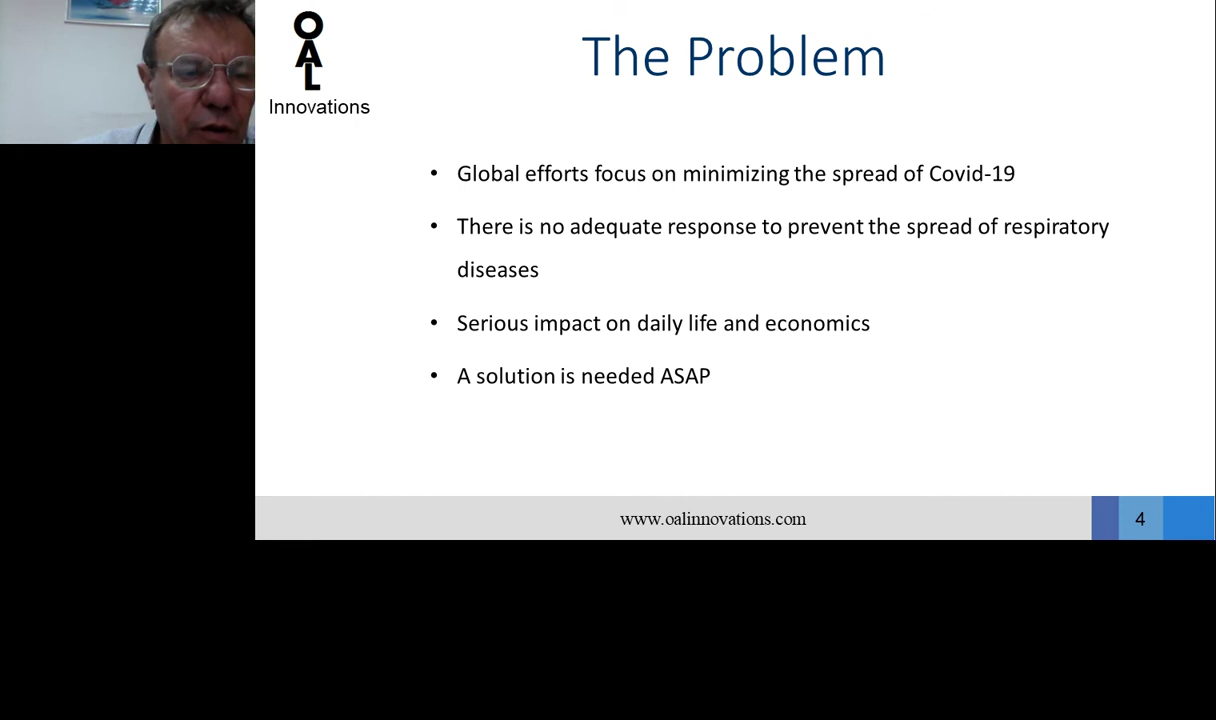 O
A
L
Innovations
The Problem
• Global efforts focus on minimizing the spread of Covid-19
• There is no adequate response to prevent the spread of respiratory
diseases
• Serious impact on daily life and economics
• A solution is needed ASAP
www.oalinnovations.com
4